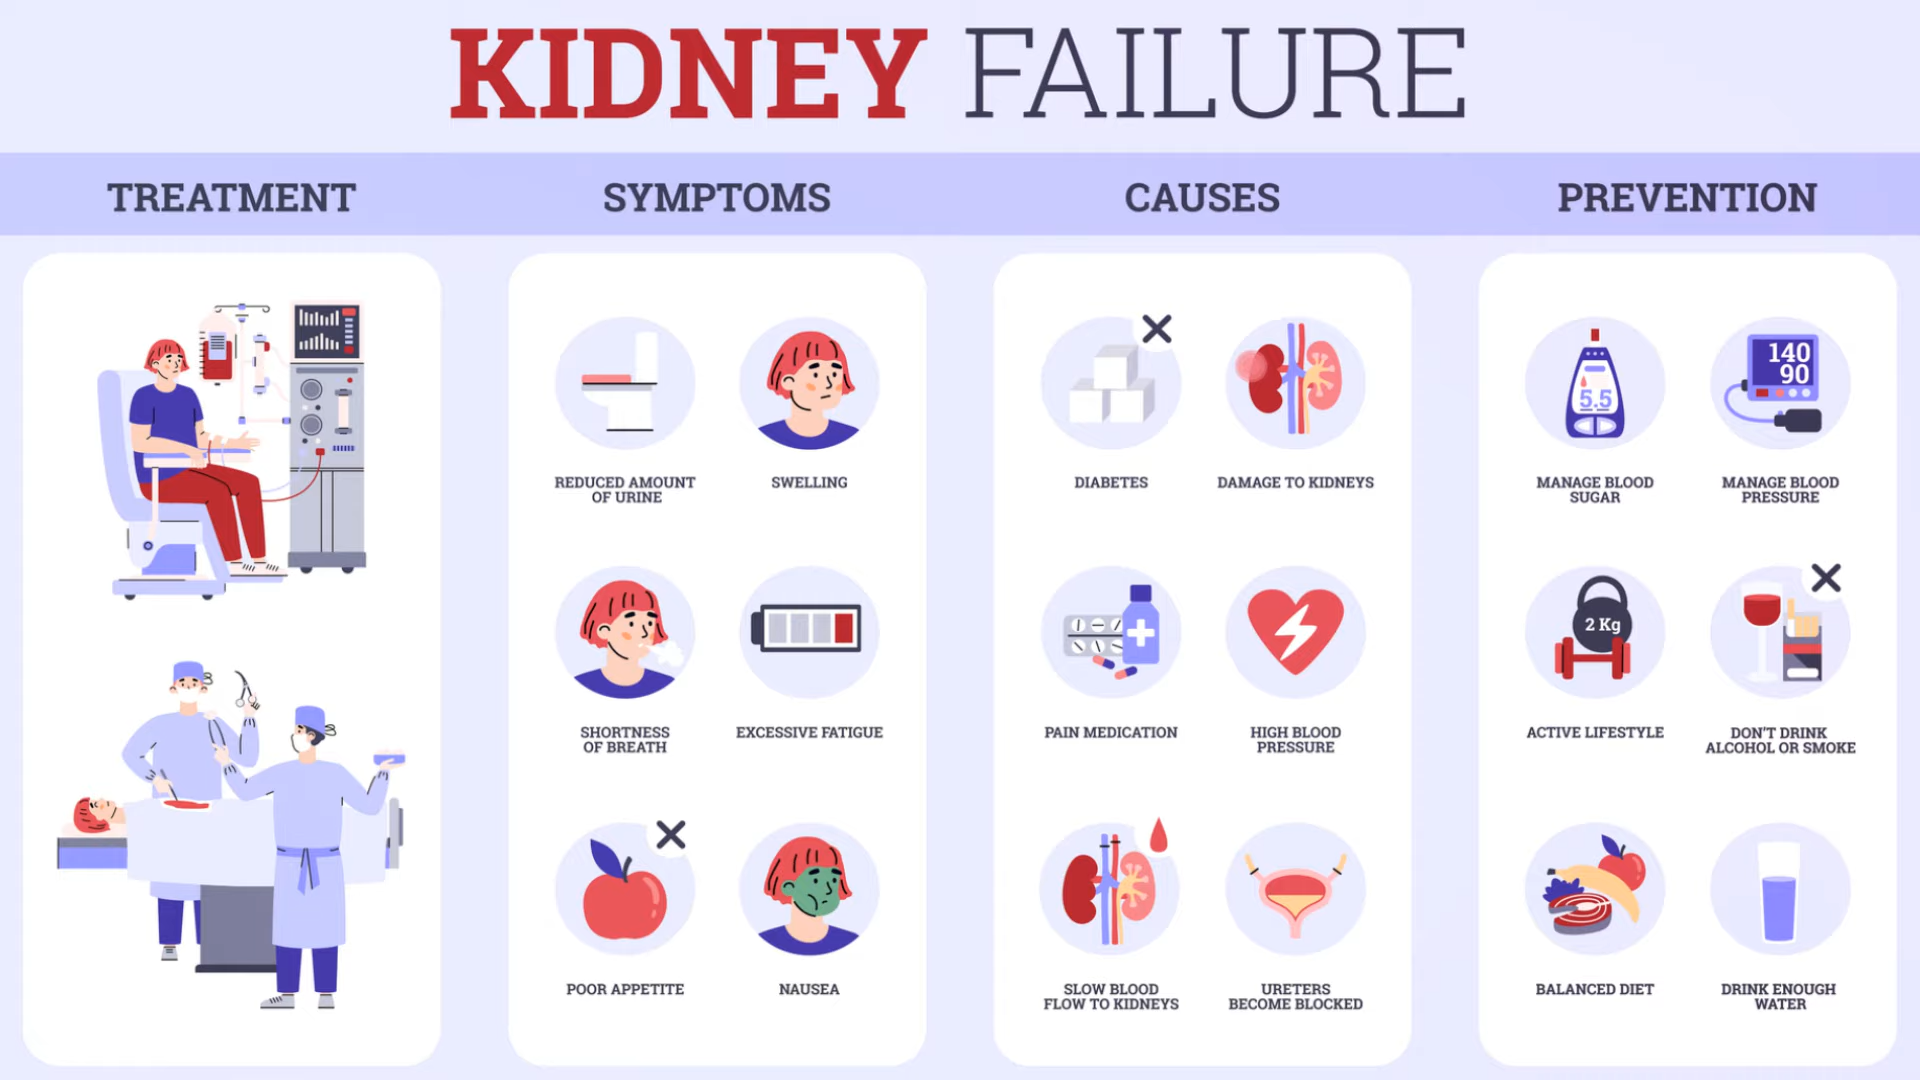 KIDNEY FAILURE
TREATMENT
SYMPTOMS
CAUSES
PREVENTION
REDUCED AMOUNT
OF URINE
SWELLING
SHORTNESS
OF BREATH
EXCESSIVE FATIGUE
POOR APPETITE
NAUSEA
DIABETES
DAMAGE TO KIDNEYS
PAIN MEDICATION
HIGH BLOOD
PRESSURE
SLOW BLOOD
FLOW TO KIDNEYS
URETERS
BECOME BLOCKED
5.5
MANAGE BLOOD
SUGAR
140
90
MANAGE BLOOD
PRESSURE
2 Kg
ACTIVE LIFESTYLE
DON'T DRINK
ALCOHOL OR SMOKE
BALANCED DIET
DRINK ENOUGH
WATER